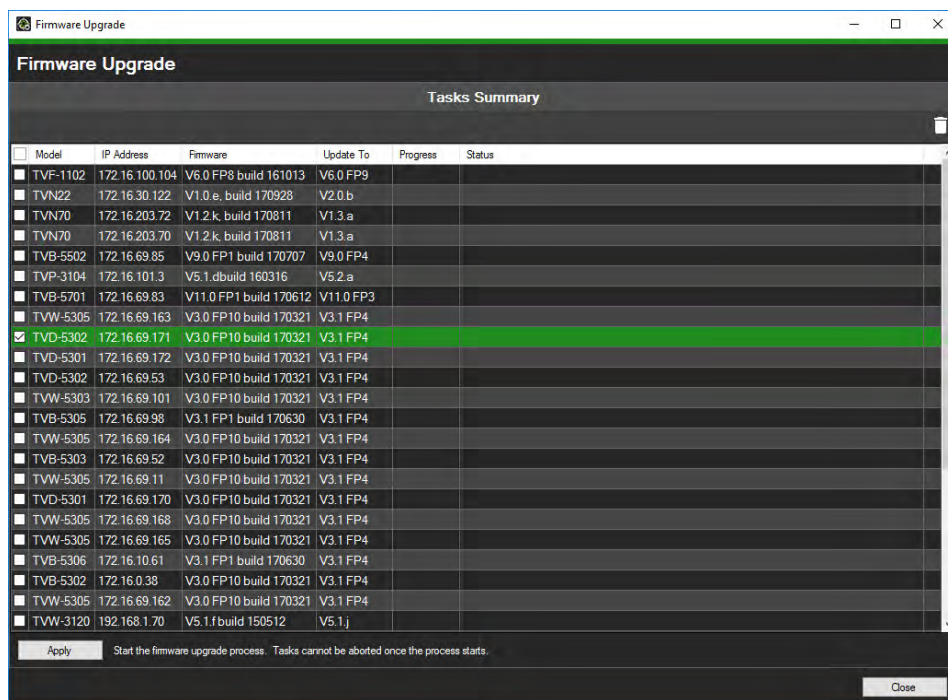 Firmware Upgrade
Firmware Upgrade
Tasks Summary
Model IP Address Firmware Update To Progress Status
TVF-1102 172.16.100.104 V6.0 FP8 build 161013 V6.0 FP9
TVN22 172.16.30.122 V1.0.e, build 170928 V2.0.b
TVN70 172.16.203.72 V1.2.k, build 170811 V1.3.a
TVN70 172.16.203.70 V1.2.k, build 170811 V1.3.a
TVB-5502 172.16.69.85 V9.0 FP1 build 170707 V9.0 FP4
TVP-3104 172.16.101.3 V5.1.dbuild 160316 V5.2.a
TVB-5701 172.16.69.83 V11.0 FP1 build 170612 V11.0 FP3
TVW-5305 172.16.69.163 V3.0 FP10 build 170321 V3.1 FP4
TVD-5302 172.16.69.171 V3.0 FP10 build 170321 V3.1 FP4
TVD-5301 172.16.69.172 V3.0 FP10 build 170321 V3.1 FP4
TVD-5302 172.16.69.53 V3.0 FP10 build 170321 V3.1 FP4
TVW-5303 172.16.69.101 V3.0 FP10 build 170321 V3.1 FP4
TVB-5305 172.16.69.98 V3.1 FP1 build 170630 V3.1 FP4
TVW-5305 172.16.69.164 V3.0 FP10 build 170321 V3.1 FP4
TVB-5303 172.16.69.52 V3.0 FP10 build 170321 V3.1 FP4
TVW-5305 172.16.69.11 V3.0 FP10 build 170321 V3.1 FP4
TVD-5301 172.16.69.170 V3.0 FP10 build 170321 V3.1 FP4
TVW-5305 172.16.69.168 V3.0 FP10 build 170321 V3.1 FP4
TVW-5305 172.16.69.165 V3.0 FP10 build 170321 V3.1 FP4
TVB-5306 172.16.10.61 V3.1 FP1 build 170630 V3.1 FP4
TVB-5302 172.16.0.38 V3.0 FP10 build 170321 V3.1 FP4
TVW-5305 172.16.69.162 V3.0 FP10 build 170321 V3.1 FP4
TVW-3120 192.168.1.70 V5.1.f build 150512 V5.1.j
Apply Start the firmware upgrade process. Tasks cannot be aborted once the process starts.
Close